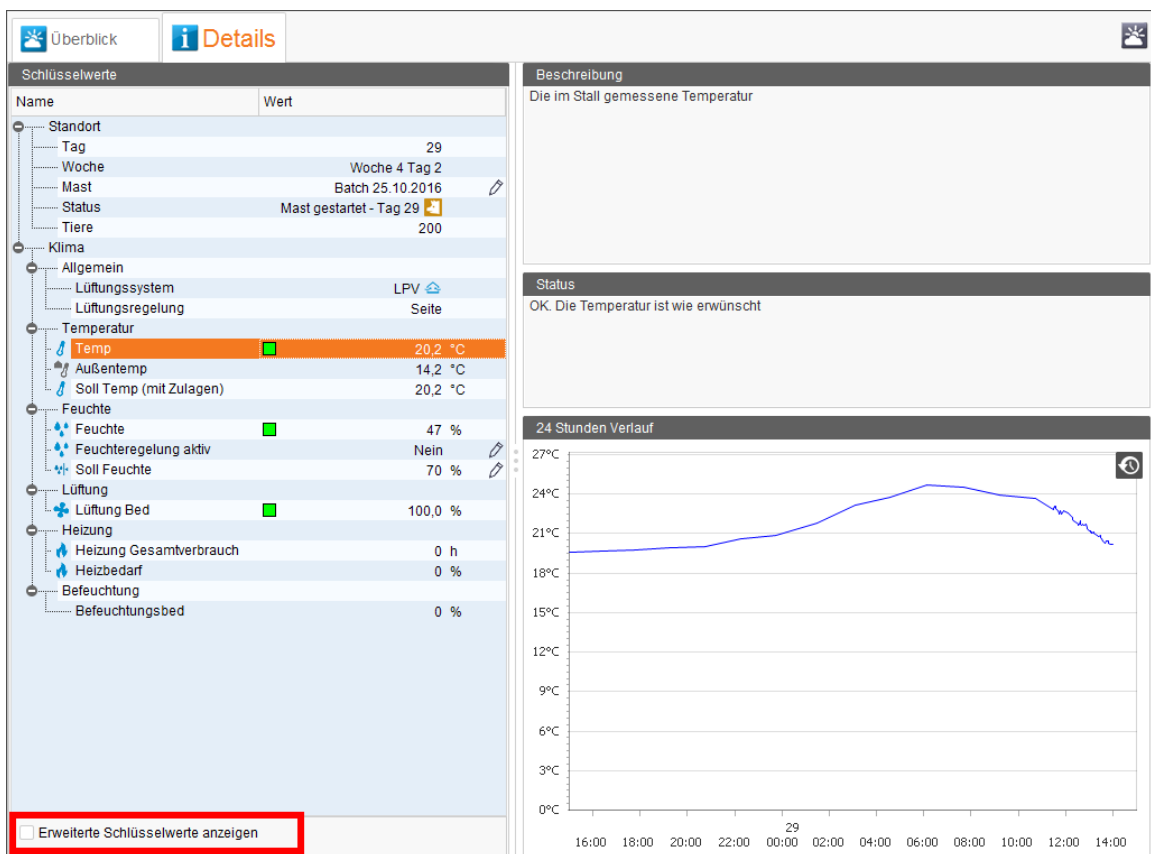 Überblick
Details
Schlüsselwerte
Name Wert
Standort
Tag 29
Woche Woche 4 Tag 2
Mast Batch 25.10.2016
Status Mast gestartet - Tag 29
Tiere 200
Klima
Allgemein
Lüftungssystem LPV
Lüftungsregelung Seite
Temperatur
Temp 20,2 °C
Außentemp 14,2 °C
Soll Temp (mit Zulagen) 20,2 °C
Feuchte
Feuchte 47 %
Feuchteregelung aktiv Nein
Soll Feuchte 70 %
Lüftung
Lüftung Bed 100,0 %
Heizung
Heizung Gesamtverbrauch 0 h
Heizbedarf 0 %
Befeuchtung
Befeuchtungsbed 0 %
Erweiterte Schlüsselwerte anzeigen
Beschreibung
Die im Stall gemessene Temperatur
Status
OK. Die Temperatur ist wie erwünscht
24 Stunden Verlauf
27°C
24°C
21°C
18°C
15°C
12°C
9°C
6°C
3°C
0°C
29
16:00 18:00 20:00 22:00 00:00 02:00 04:00 06:00 08:00 10:00 12:00 14:00